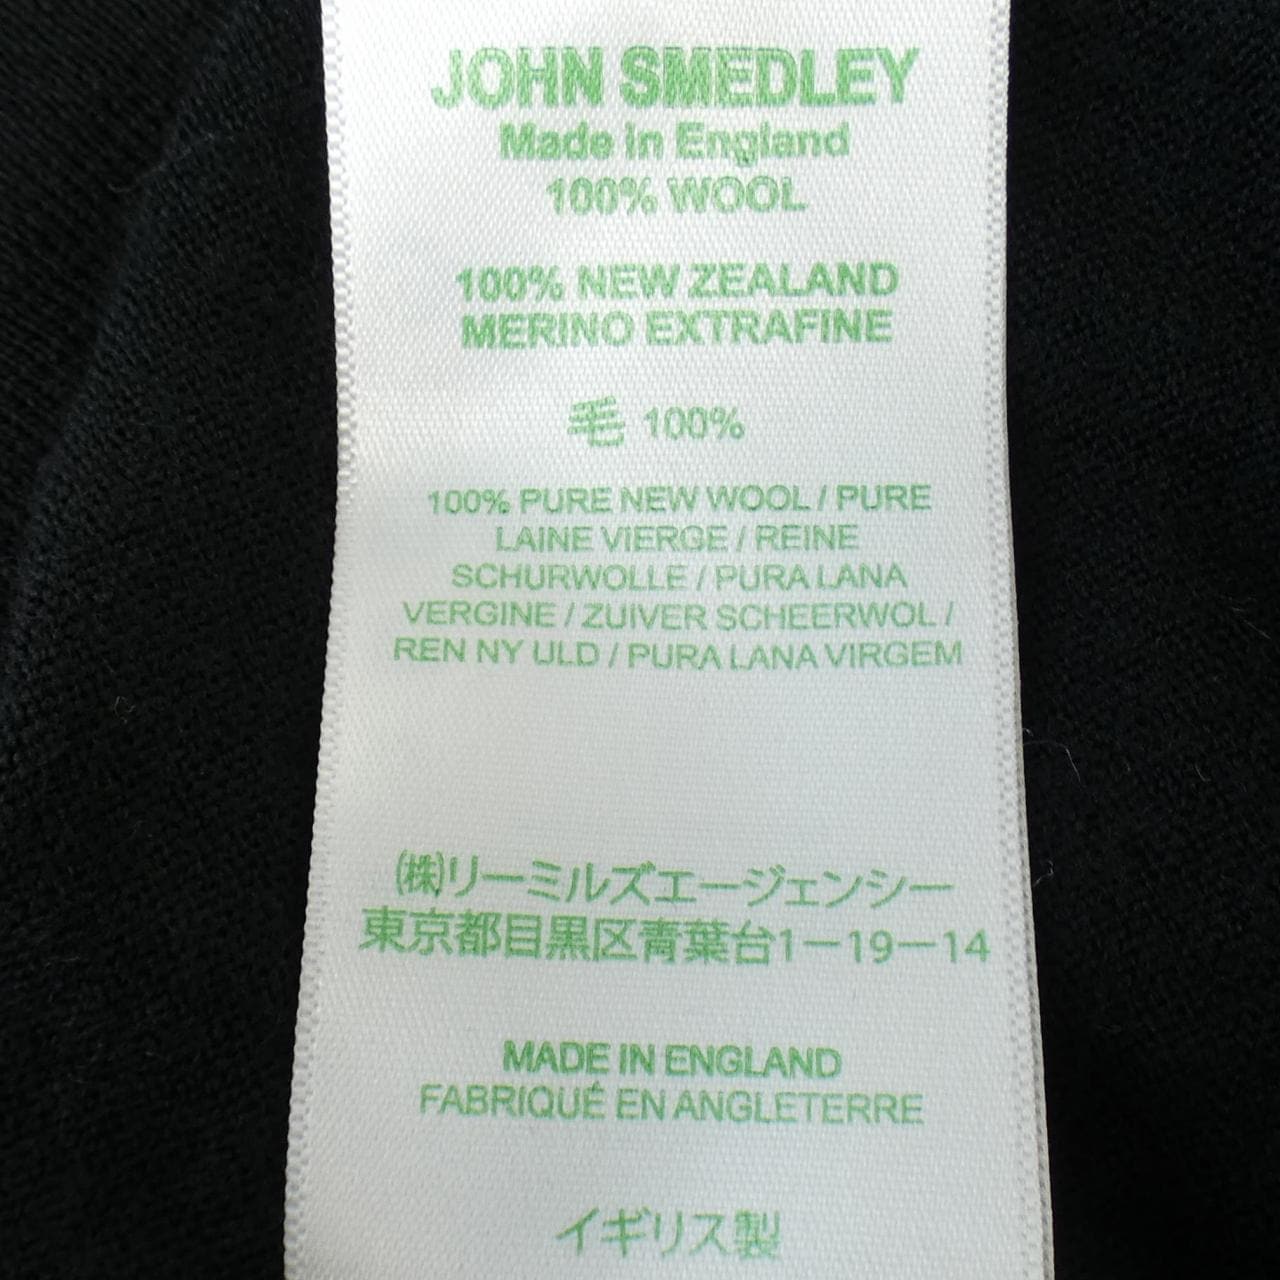 JOHN SMEDLEY
Made in England
100% WOOL
100% NEW ZEALAND
MERINO EXTRAFINE
毛 100%
100% PURE NEW WOOL / PURE
LAINE VIERGE / REINE
SCHURWOLLE / PURA LANA
VERGINE / ZUIVER SCHEERWOL /
REN NY ULD / PURA LANA VIRGEM
㈱リーミルズエージェンシー
東京都目黒区青葉台1－19－14
MADE IN ENGLAND
FABRIQUÉ EN ANGLETERRE
イギリス製